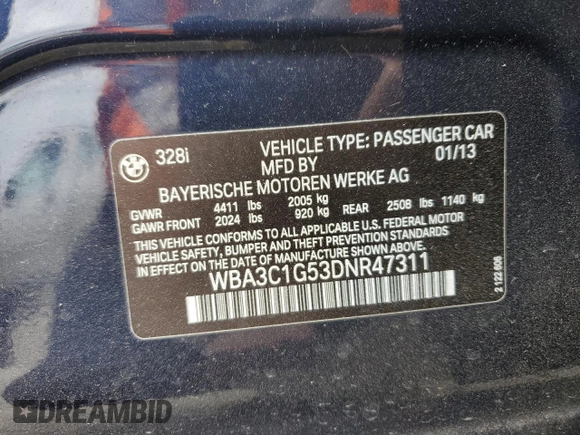 328i VEHICLE TYPE: PASSENGER CAR
MFD BY 01/13
BAYERISCHE MOTOREN WERKE AG
GVWR 4411 lbs 2005 kg
GAWR FRONT 2024 lbs 920 kg REAR 2508 lbs 1140 kg
THIS VEHICLE CONFORMS TO ALL APPLICABLE U.S. FEDERAL MOTOR
VEHICLE SAFETY, BUMPER AND THEFT PREVENTION STANDARDS
IN EFFECT ON THE DATE OF MANUFACTURE SHOWN ABOVE.
WBA3C1G53DNR47311
2 122 606
DREAMBID